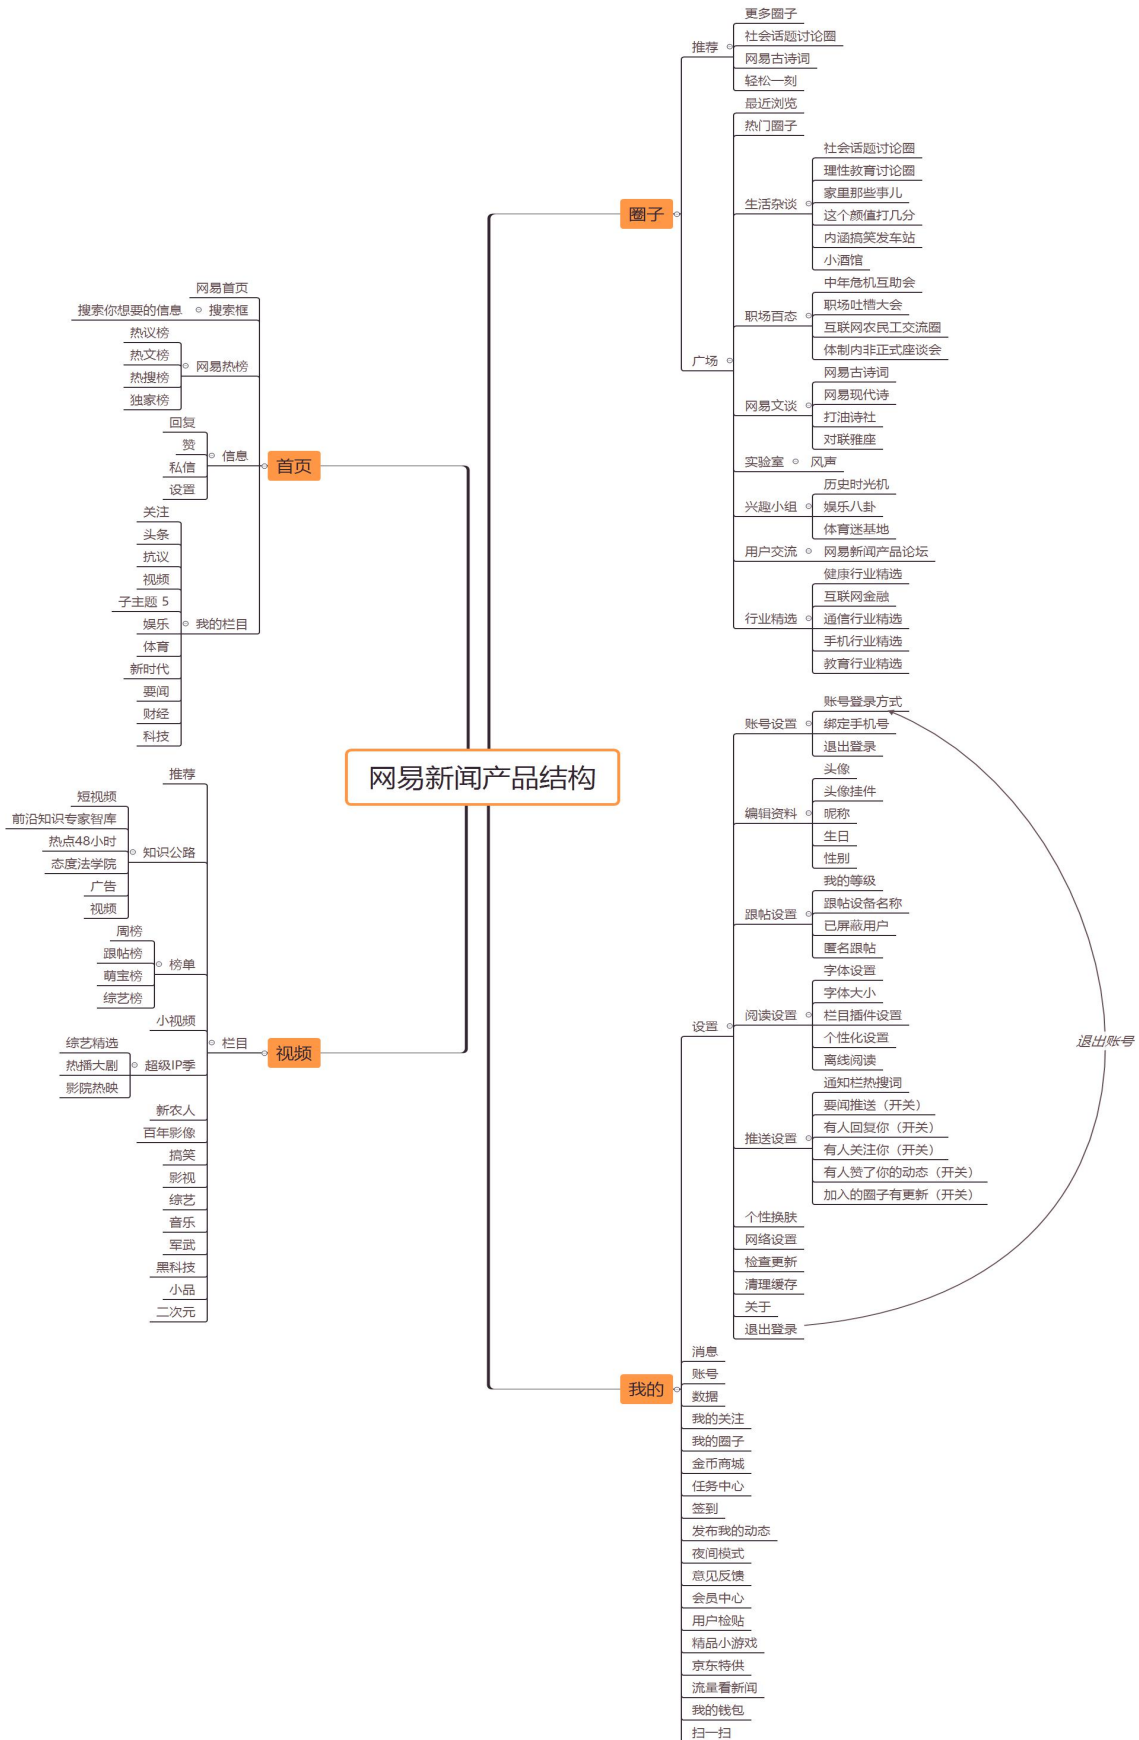 网易新闻产品结构
圈子
推荐
更多圈子
社会话题讨论圈
网易古诗词
轻松一刻
广场
最近浏览
热门圈子
生活杂谈
社会话题讨论圈
理性教育讨论圈
家里那些事儿
这个颜值打几分
内涵搞笑发车站
小酒馆
职场百态
中年危机互助会
职场吐槽大会
互联网农民工交流圈
体制内非正式座谈会
网易文谈
网易古诗词
网易现代诗
打油诗社
对联雅座
实验室
风声
兴趣小组
历史时光机
娱乐八卦
体育迷基地
用户交流
网易新闻产品论坛
行业精选
健康行业精选
互联网金融
通信行业精选
手机行业精选
教育行业精选
我的
设置
账号设置
账号登录方式
绑定手机号
退出登录
编辑资料
头像
头像挂件
昵称
生日
性别
跟帖设置
我的等级
跟帖设备名称
已屏蔽用户
匿名跟帖
阅读设置
字体设置
字体大小
栏目插件设置
个性化设置
离线阅读
推送设置
通知栏热搜词
要闻推送（开关）
有人回复你（开关）
有人关注你（开关）
有人赞了你的动态（开关）
加入的圈子有更新（开关）
个性换肤
网络设置
检查更新
清理缓存
关于
退出登录
退出账号
消息
账号
数据
我的关注
我的圈子
金币商城
任务中心
签到
发布我的动态
夜间模式
意见反馈
会员中心
用户检贴
精品小游戏
京东特供
流量看新闻
我的钱包
扫一扫
首页
网易首页
搜索框
搜索你想要的信息
网易热榜
热议榜
热文榜
热搜榜
独家榜
信息
回复
赞
私信
设置
我的栏目
关注
头条
抗议
视频
子主题 5
娱乐
体育
新时代
要闻
财经
科技
视频
栏目
推荐
知识公路
短视频
前沿知识专家智库
热点48小时
态度法学院
广告
视频
榜单
周榜
跟帖榜
萌宝榜
综艺榜
小视频
超级IP季
综艺精选
热播大剧
影院热映
新农人
百年影像
搞笑
影视
综艺
音乐
军武
黑科技
小品
二次元